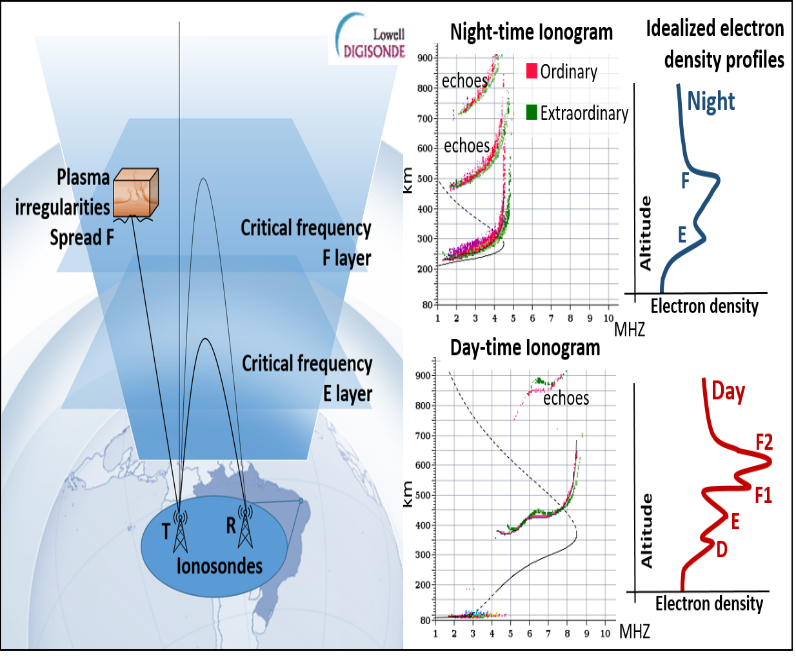 Lowell
DIGISONDE
Plasma
irregularities
Spread F
Critical frequency
F layer
Critical frequency
E layer
T
R
Ionosondes
Night-time Ionogram
900
800
700
600
500
400
300
200
80
km
echoes
echoes
Ordinary
Extraordinary
1 2 3 4 5 6 7 8 9 10
MHZ
Day-time Ionogram
900
800
700
600
500
400
300
200
80
km
echoes
1 2 3 4 5 6 7 8 9 10
MHZ
Idealized electron
density profiles
Night
F
E
Altitude
Electron density
Day
F2
F1
E
D
Altitude
Electron density